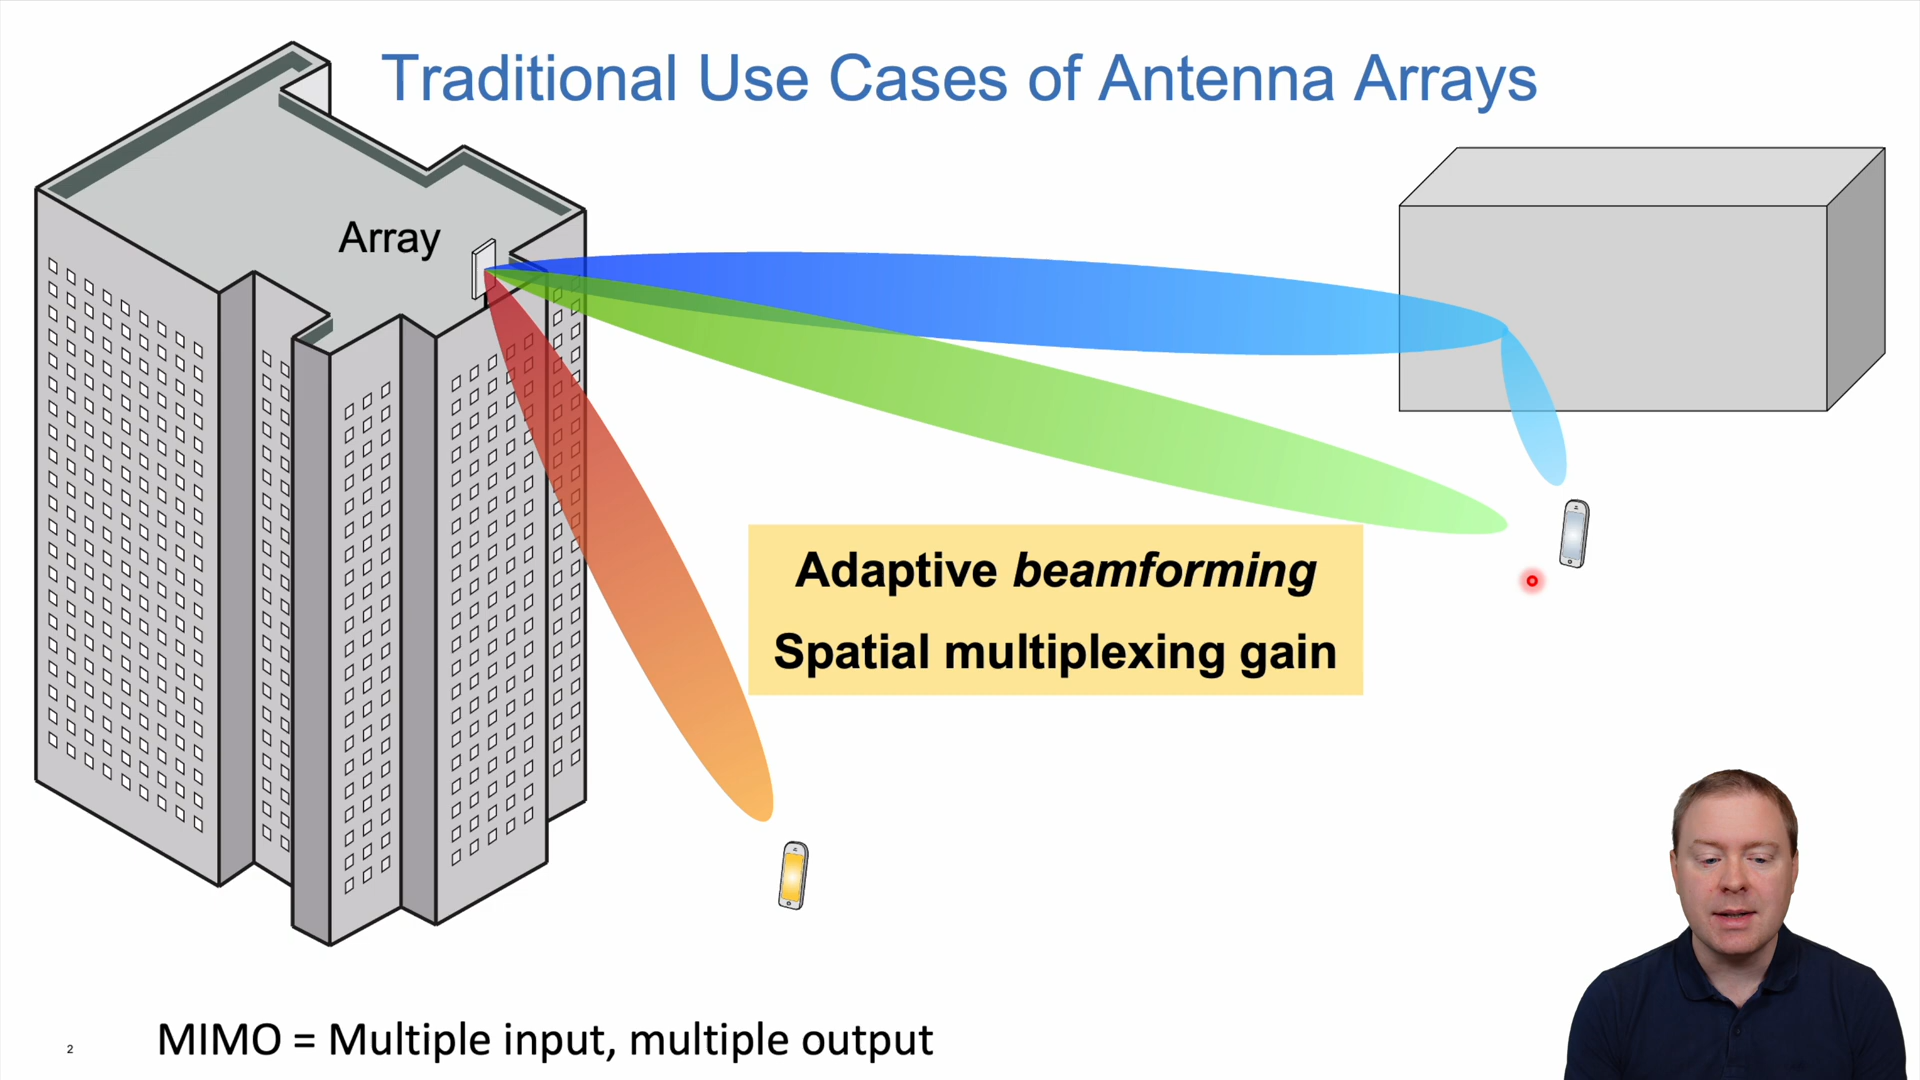 Traditional Use Cases of Antenna Arrays
Array
Adaptive beamforming
Spatial multiplexing gain
MIMO = Multiple input, multiple output
2